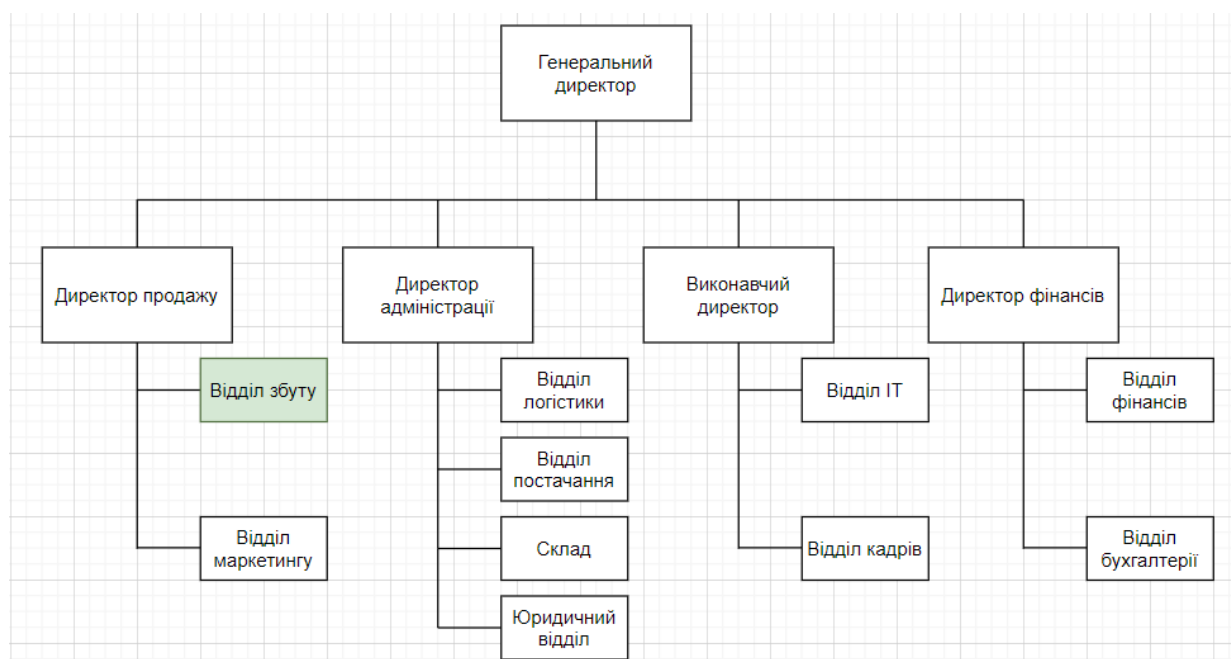 Генеральний
директор
Директор продажу
Директор
адміністрації
Виконавчий
директор
Директор фінансів
Відділ збуту
Відділ
логістики
Відділ ІТ
Відділ
фінансів
Відділ
постачання
Відділ
маркетингу
Склад
Відділ кадрів
Відділ
бухгалтерії
Юридичний
відділ